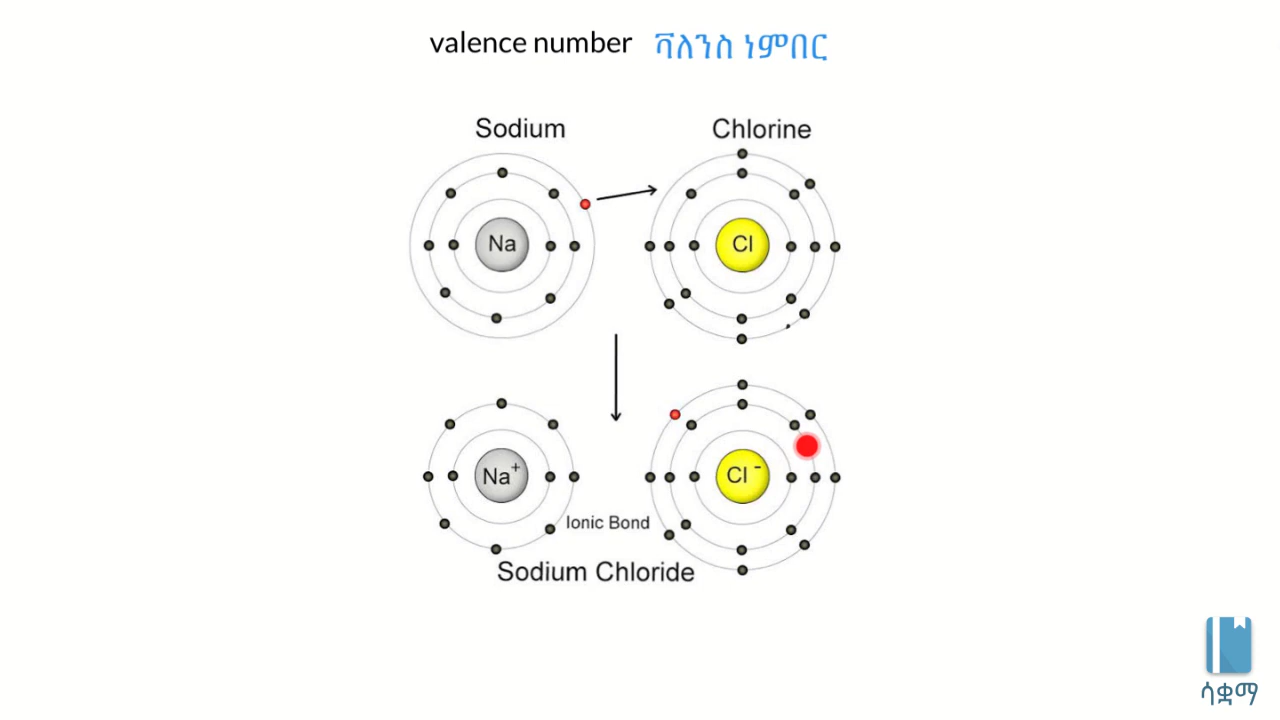 valence number ቫለንስ ነምበር
Sodium Chlorine
Na Cl
Na+ Cl-
Ionic Bond
Sodium Chloride
ሳቋማ